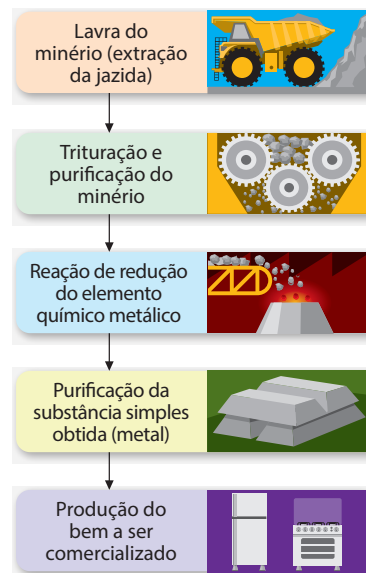 Lavra do
minério (extração
da jazida)
Trituração e
purificação do
minério
Reação de redução
do elemento
químico metálico
Purificação da
substância simples
obtida (metal)
Produção do
bem a ser
comercializado